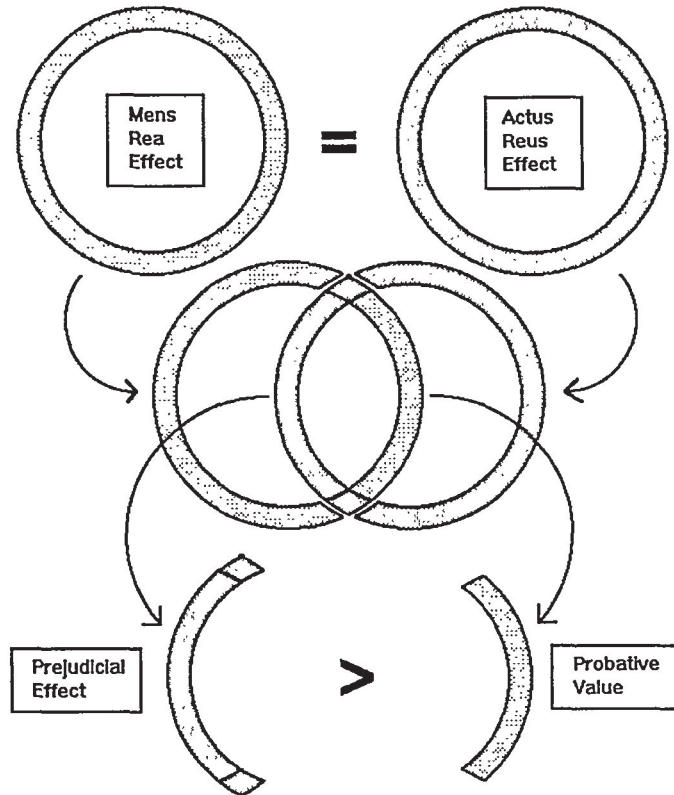 Mens
Rea
Effect
=
Actus
Reus
Effect
Prejudicial
Effect
>
Probative
Value